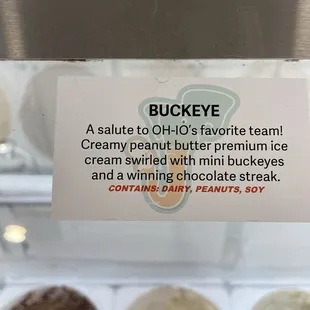 BUCKEYE
A salute to OH-IO's favorite team!
Creamy peanut butter premium ice
cream swirled with mini buckeyes
and a winning chocolate streak.
CONTAINS: DAIRY, PEANUTS, SOY